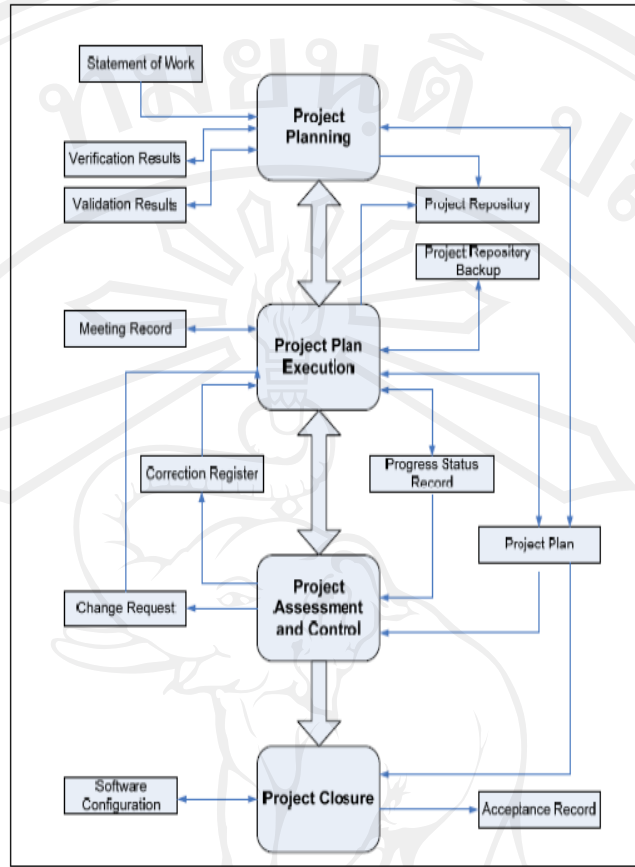 Statement of Work
Project
Planning
Verification Results
Validation Results
Project Repository
Project Repository
Backup
Meeting Record
Project Plan
Execution
Correction Register
Progress Status
Record
Project Plan
Project
Assessment
and Control
Change Request
Software
Configuration
Project Closure
Acceptance Record